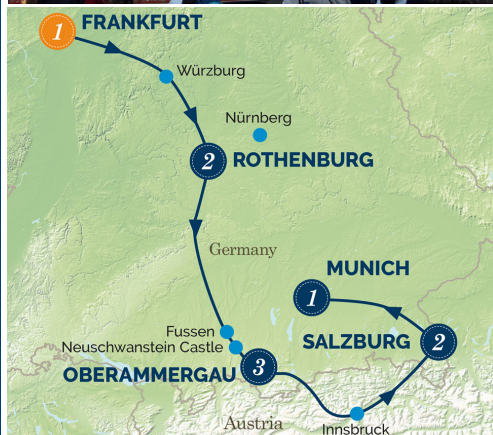 1 FRANKFURT
Würzburg
Nürnberg
2 ROTHENBURG
Germany
MUNICH
1
SALZBURG 2
Fussen
Neuschwanstein Castle
OBERAMMERGAU 3
Austria
Innsbruck